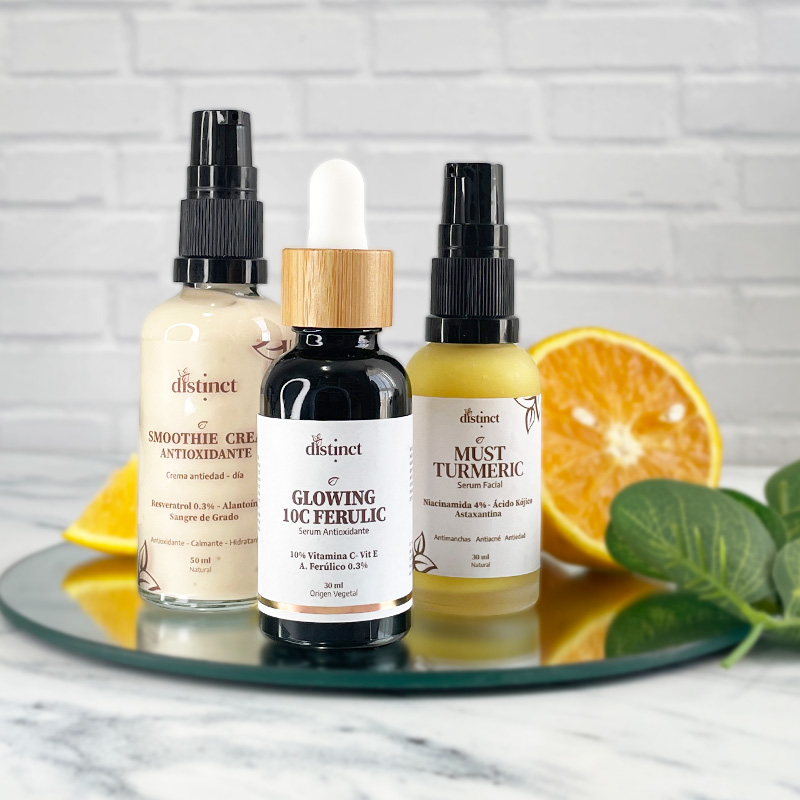 distinct
SMOOTHIE CREA
ANTIOXIDANTE
Crema antiedad - día
Resveratrol 0.3% - Alantoín
Sangre de Grado
Antioxidante - Calmante - Hidratan
50 ml
Natural
distinct
GLOWING
10C FERULIC
Serum Antioxidante
10% Vitamina C- Vit E
A. Ferúlico 0.3%
30 ml
Origen Vegetal
distinct
MUST
TURMERIC
Serum Facial
Niacinamida 4% - Ácido Kójico
Astaxantina
Antimanchas Antiacné Antiedad
30 ml
Natural